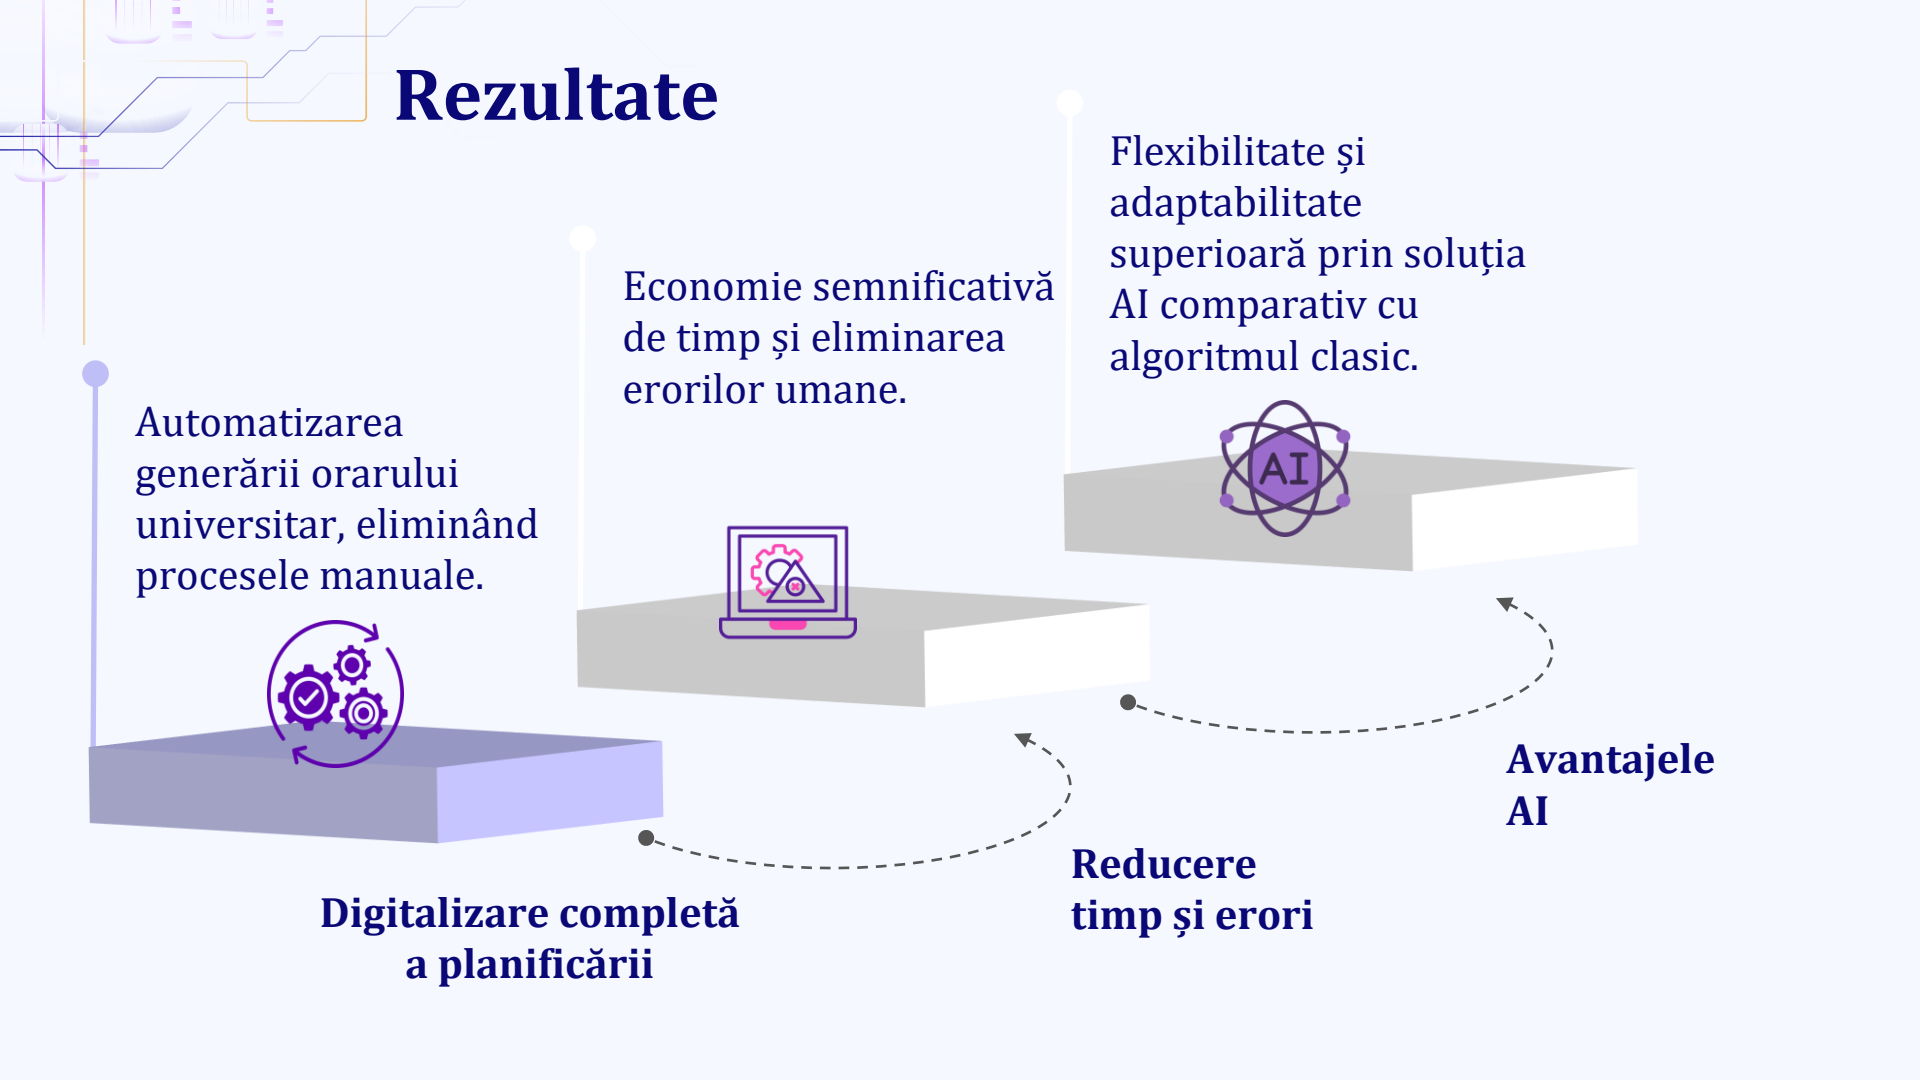 Rezultate
Automatizarea
generării orarului
universitar, eliminând
procesele manuale.
Digitalizare completă
a planificării
Economie semnificativă
de timp și eliminarea
erorilor umane.
Reducere
timp și erori
Flexibilitate și
adaptabilitate
superioară prin soluția
AI comparativ cu
algoritmul clasic.
AI
Avantajele
AI